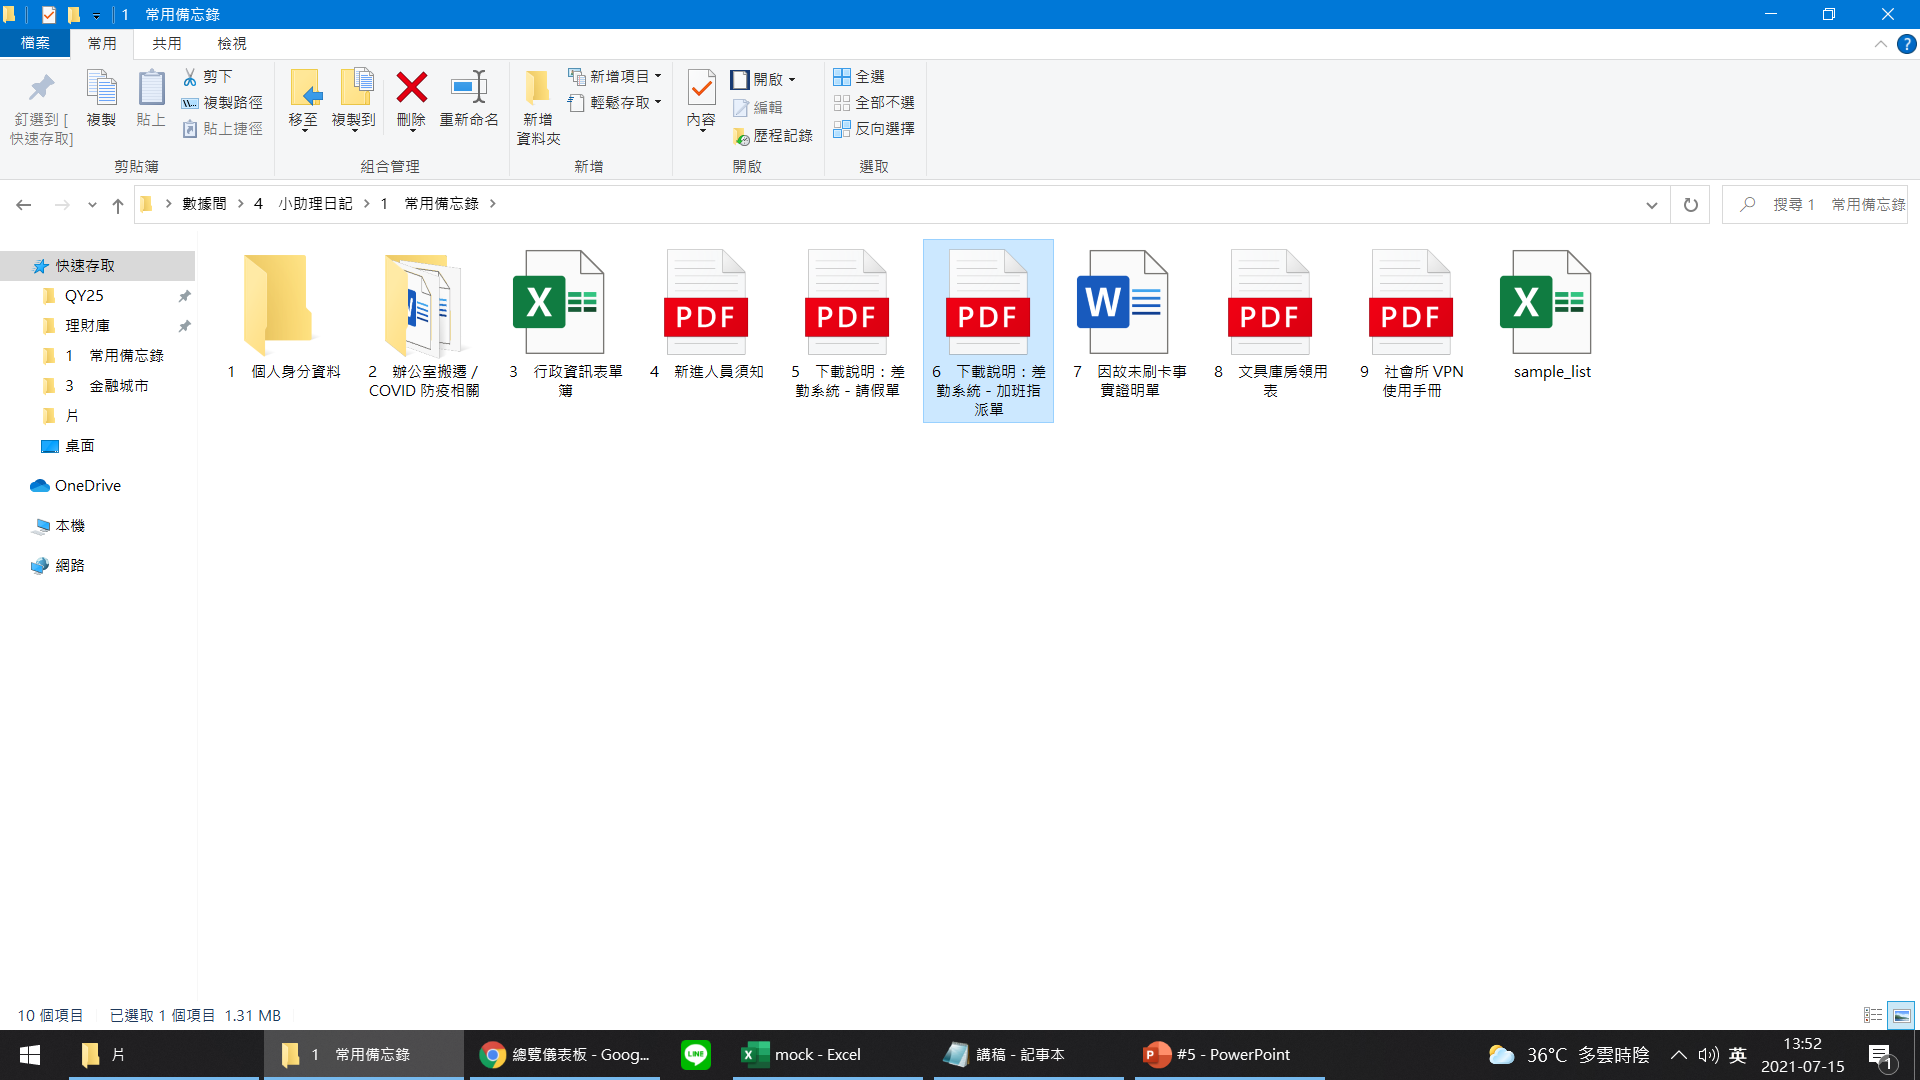 1 常用備忘錄
檔案 常用 共用 檢視
釘選到 [
快速存取]
複製
貼上
剪下
複製路徑
貼上捷徑
剪貼簿
移至
複製到
刪除
重新命名
組合管理
新增
資料夾
新增項目
輕鬆存取
新增
內容
開啟
編輯
歷程記錄
開啟
全選
全部不選
反向選擇
選取
數據間 4 小助理日記 1 常用備忘錄
搜尋 1 常用備忘錄
快速存取
QY25
理財庫
1 常用備忘錄
3 金融城市
片
桌面
OneDrive
本機
網路
1 個人身分資料
2 辦公室搬遷 /
COVID 防疫相關
3 行政資訊表單
簿
PDF
4 新進人員須知
PDF
5 下載說明：差
勤系統 - 請假單
PDF
6 下載說明：差
勤系統 - 加班指
派單
7 因故未刷卡事
實證明單
PDF
8 文具庫房領用
表
PDF
9 社會所 VPN
使用手冊
sample_list
10 個項目 已選取 1 個項目 1.31 MB
片
1 常用備忘錄
總覽儀表板 - Goog...
LINE
mock - Excel
講稿 - 記事本
#5 - PowerPoint
36°C 多雲時陰
英
13:52
2021-07-15
1